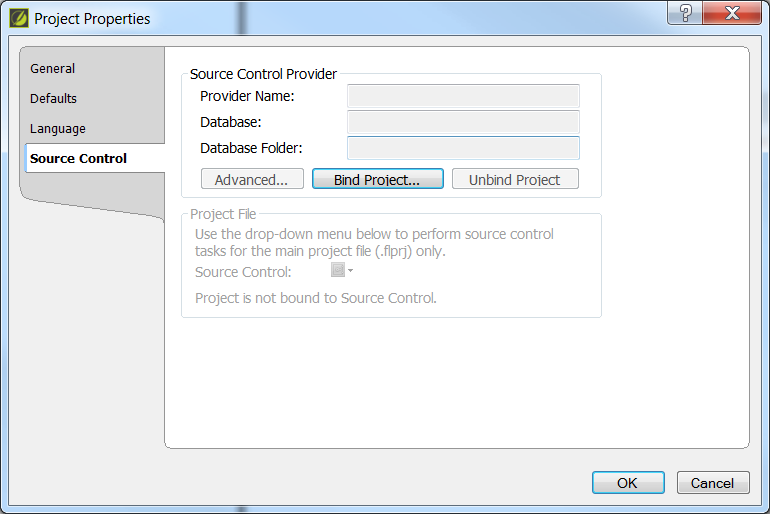 Project Properties
?
General
Defaults
Language
Source Control
Source Control Provider
Provider Name:
Database:
Database Folder:
Advanced...
Bind Project...
Unbind Project
Project File
Use the drop-down menu below to perform source control
tasks for the main project file (.flprj) only.
Source Control:
Project is not bound to Source Control.
OK
Cancel